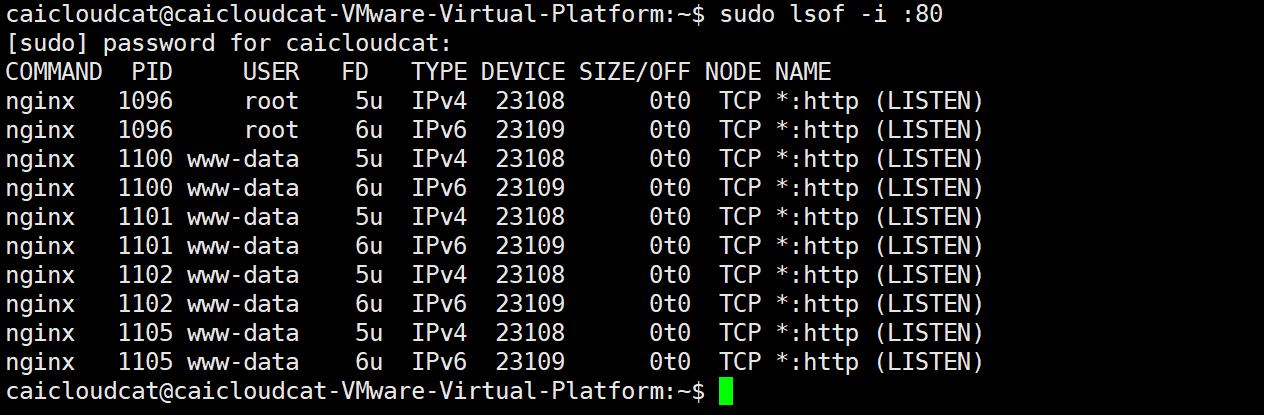 caicloudcat@caicloudcat-VMware-Virtual-Platform:~$ sudo lsof -i :80
[sudo] password for caicloudcat:
COMMAND  PID     USER   FD   TYPE DEVICE SIZE/OFF NODE NAME
nginx   1096     root    5u  IPv4  23108      0t0  TCP *:http (LISTEN)
nginx   1096     root    6u  IPv6  23109      0t0  TCP *:http (LISTEN)
nginx   1100 www-data    5u  IPv4  23108      0t0  TCP *:http (LISTEN)
nginx   1100 www-data    6u  IPv6  23109      0t0  TCP *:http (LISTEN)
nginx   1101 www-data    5u  IPv4  23108      0t0  TCP *:http (LISTEN)
nginx   1101 www-data    6u  IPv6  23109      0t0  TCP *:http (LISTEN)
nginx   1102 www-data    5u  IPv4  23108      0t0  TCP *:http (LISTEN)
nginx   1102 www-data    6u  IPv6  23109      0t0  TCP *:http (LISTEN)
nginx   1105 www-data    5u  IPv4  23108      0t0  TCP *:http (LISTEN)
nginx   1105 www-data    6u  IPv6  23109      0t0  TCP *:http (LISTEN)
caicloudcat@caicloudcat-VMware-Virtual-Platform:~$